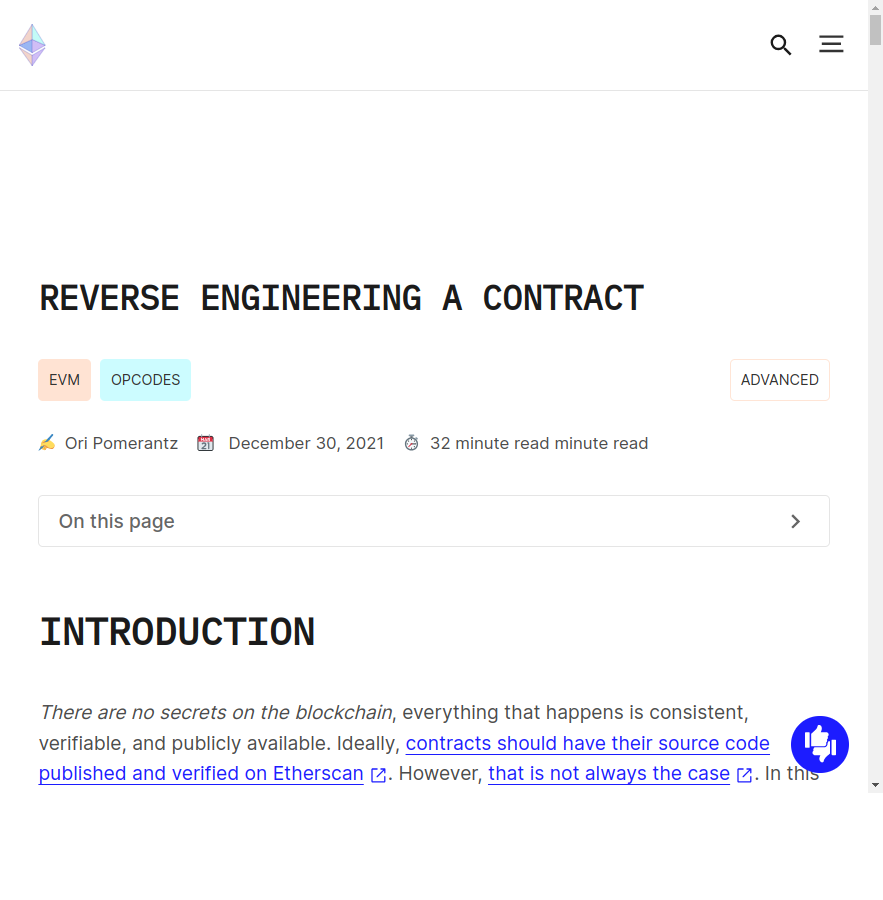 REVERSE ENGINEERING A CONTRACT
EVM OPCODES ADVANCED
Ori Pomerantz December 30, 2021 32 minute read minute read
On this page
INTRODUCTION
There are no secrets on the blockchain, everything that happens is consistent,
verifiable, and publicly available. Ideally, contracts should have their source code
published and verified on Etherscan. However, that is not always the case. In this